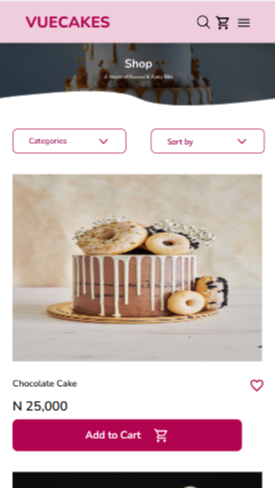 VUECAKES
Shop
A World of Flavour In Every Bite
Categories
Sort by
Chocolate Cake
N 25,000
Add to Cart